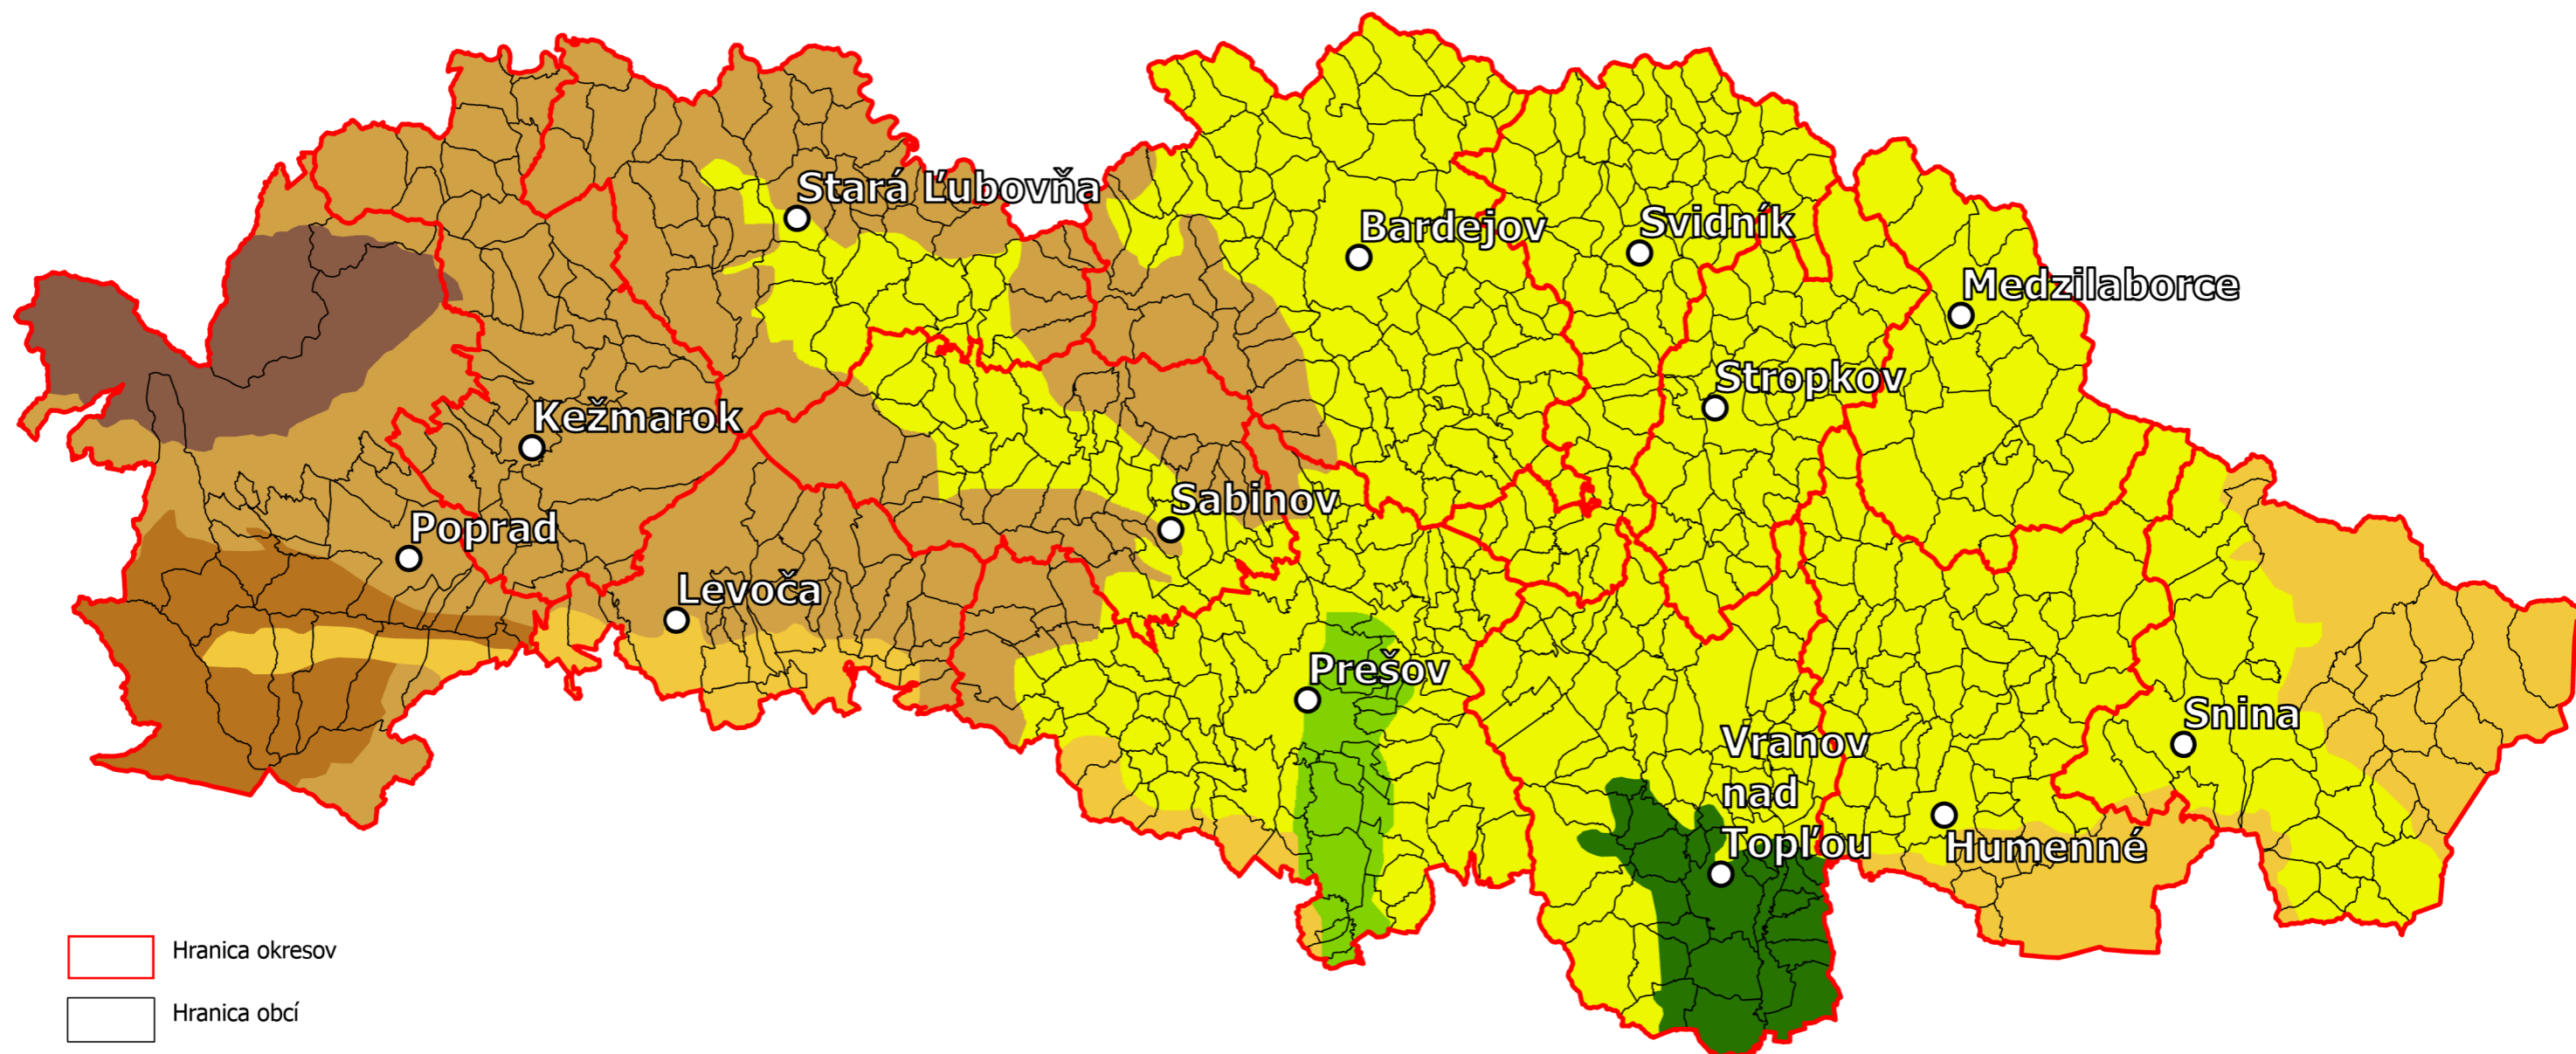 Stará Ľubovňa
Bardejov
Svidník
Medzilaborce
Stropkov
Kežmarok
Sabinov
Poprad
Levoča
Prešov
Snina
Vranov
nad
Topľou
Humenné
Hranica okresov
Hranica obcí